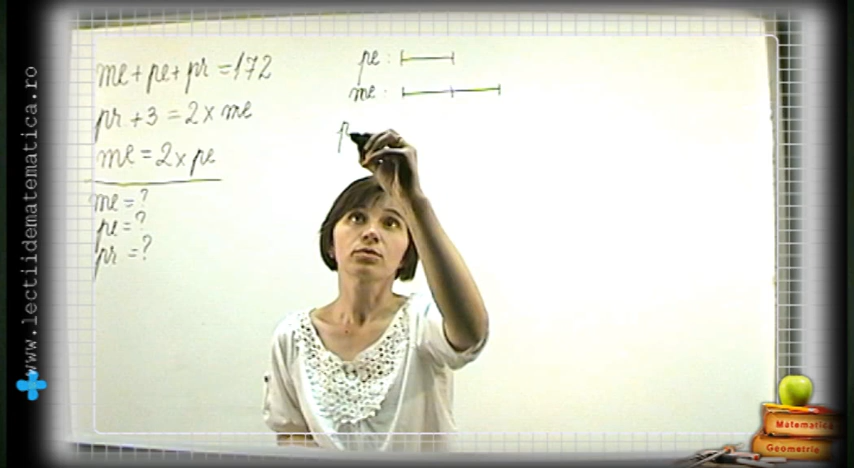 me + pe + pr = 172
pr + 3 = 2 x me
me = 2 x pe
me = ?
pe = ?
pr = ?
pe:
me:
p
www.lectiidematematica.ro
Matematica
Geometrie